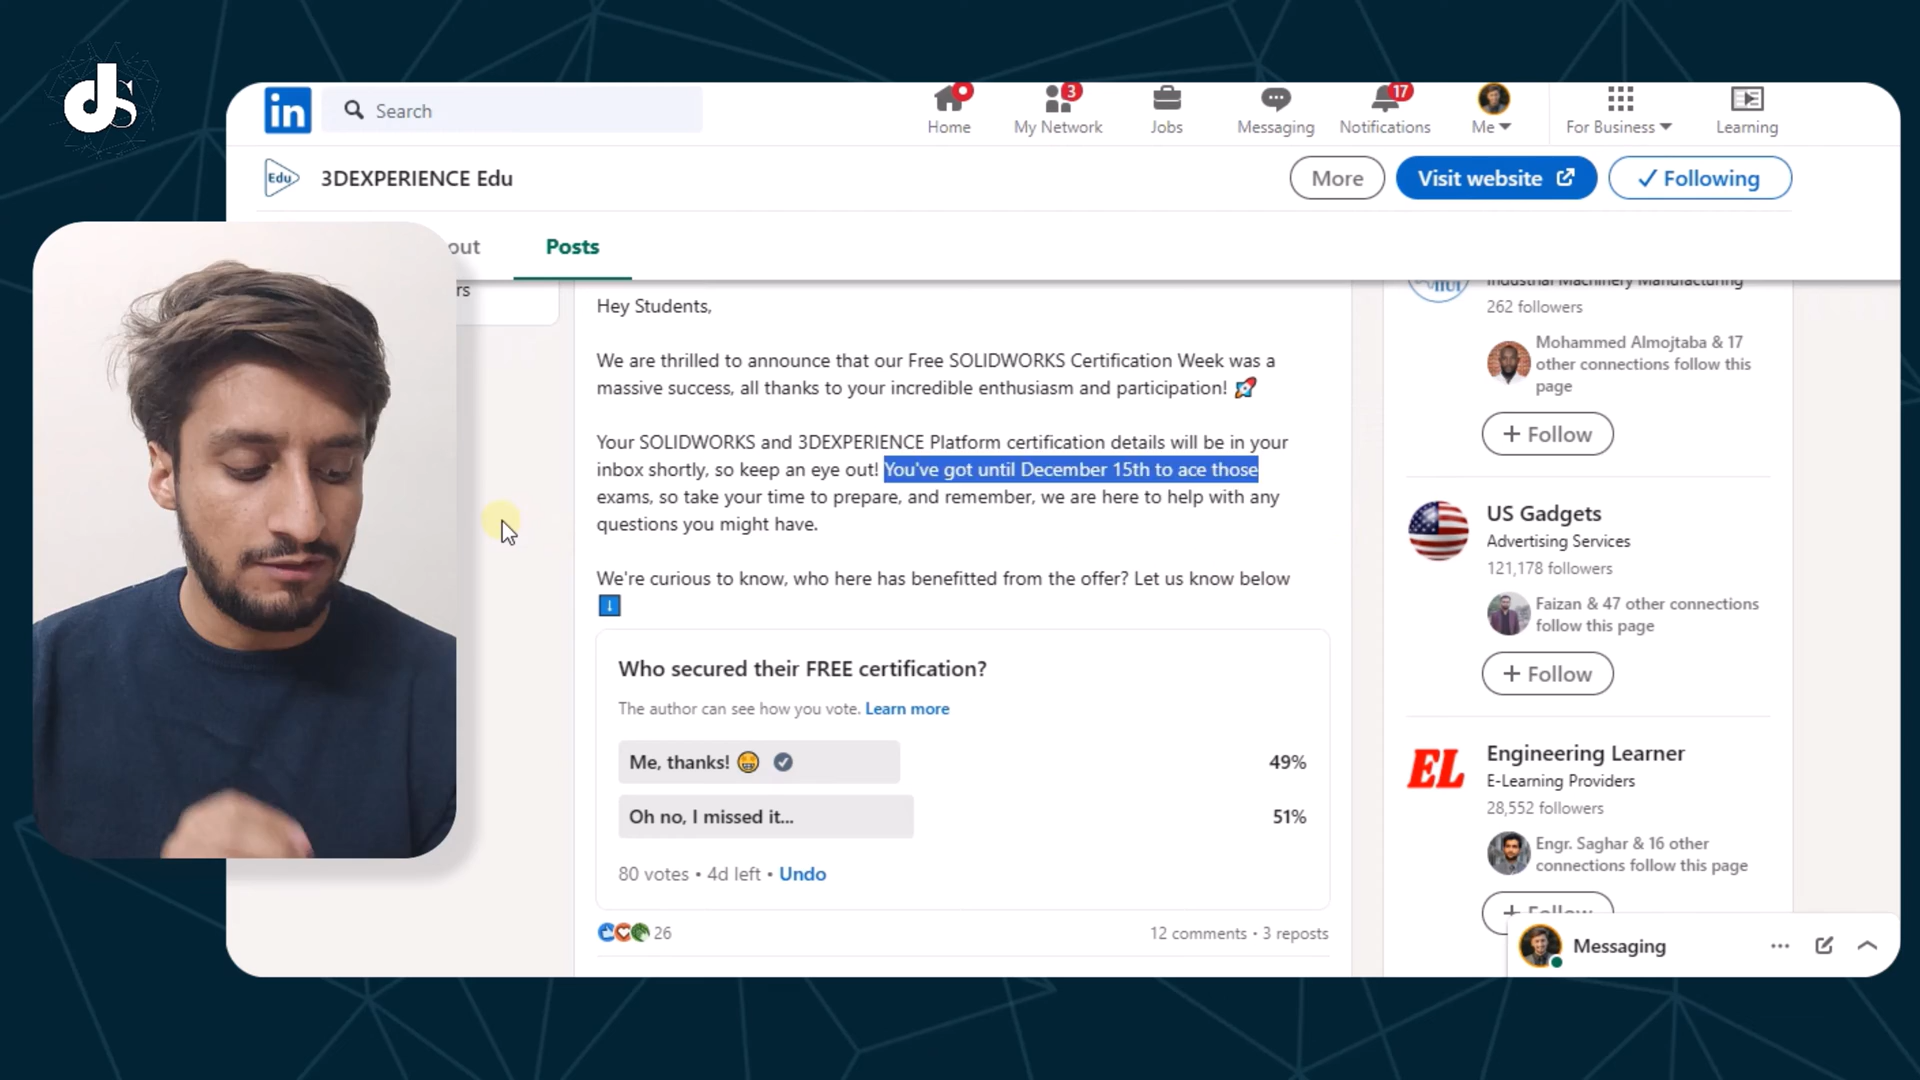 ds
in
Search
Home
3
My Network
Jobs
Messaging
17
Notifications
Me
For Business
Learning
Edu
3DEXPERIENCE Edu
More
Visit website
✓ Following
out
Posts
rs
Hey Students,
We are thrilled to announce that our Free SOLIDWORKS Certification Week was a
massive success, all thanks to your incredible enthusiasm and participation! 🚀
Your SOLIDWORKS and 3DEXPERIENCE Platform certification details will be in your
inbox shortly, so keep an eye out! You've got until December 15th to ace those
exams, so take your time to prepare, and remember, we are here to help with any
questions you might have.
We're curious to know, who here has benefitted from the offer? Let us know below
⬇
Who secured their FREE certification?
The author can see how you vote. Learn more
Me, thanks! 🤩
49%
Oh no, I missed it...
51%
80 votes • 4d left • Undo
26
12 comments • 3 reposts
Industrial Machinery Manufacturing
262 followers
Mohammed Almojtaba & 17
other connections follow this
page
+ Follow
US Gadgets
Advertising Services
121,178 followers
Faizan & 47 other connections
follow this page
+ Follow
EL
Engineering Learner
E-Learning Providers
28,552 followers
Engr. Saghar & 16 other
connections follow this page
+ Follow
Messaging